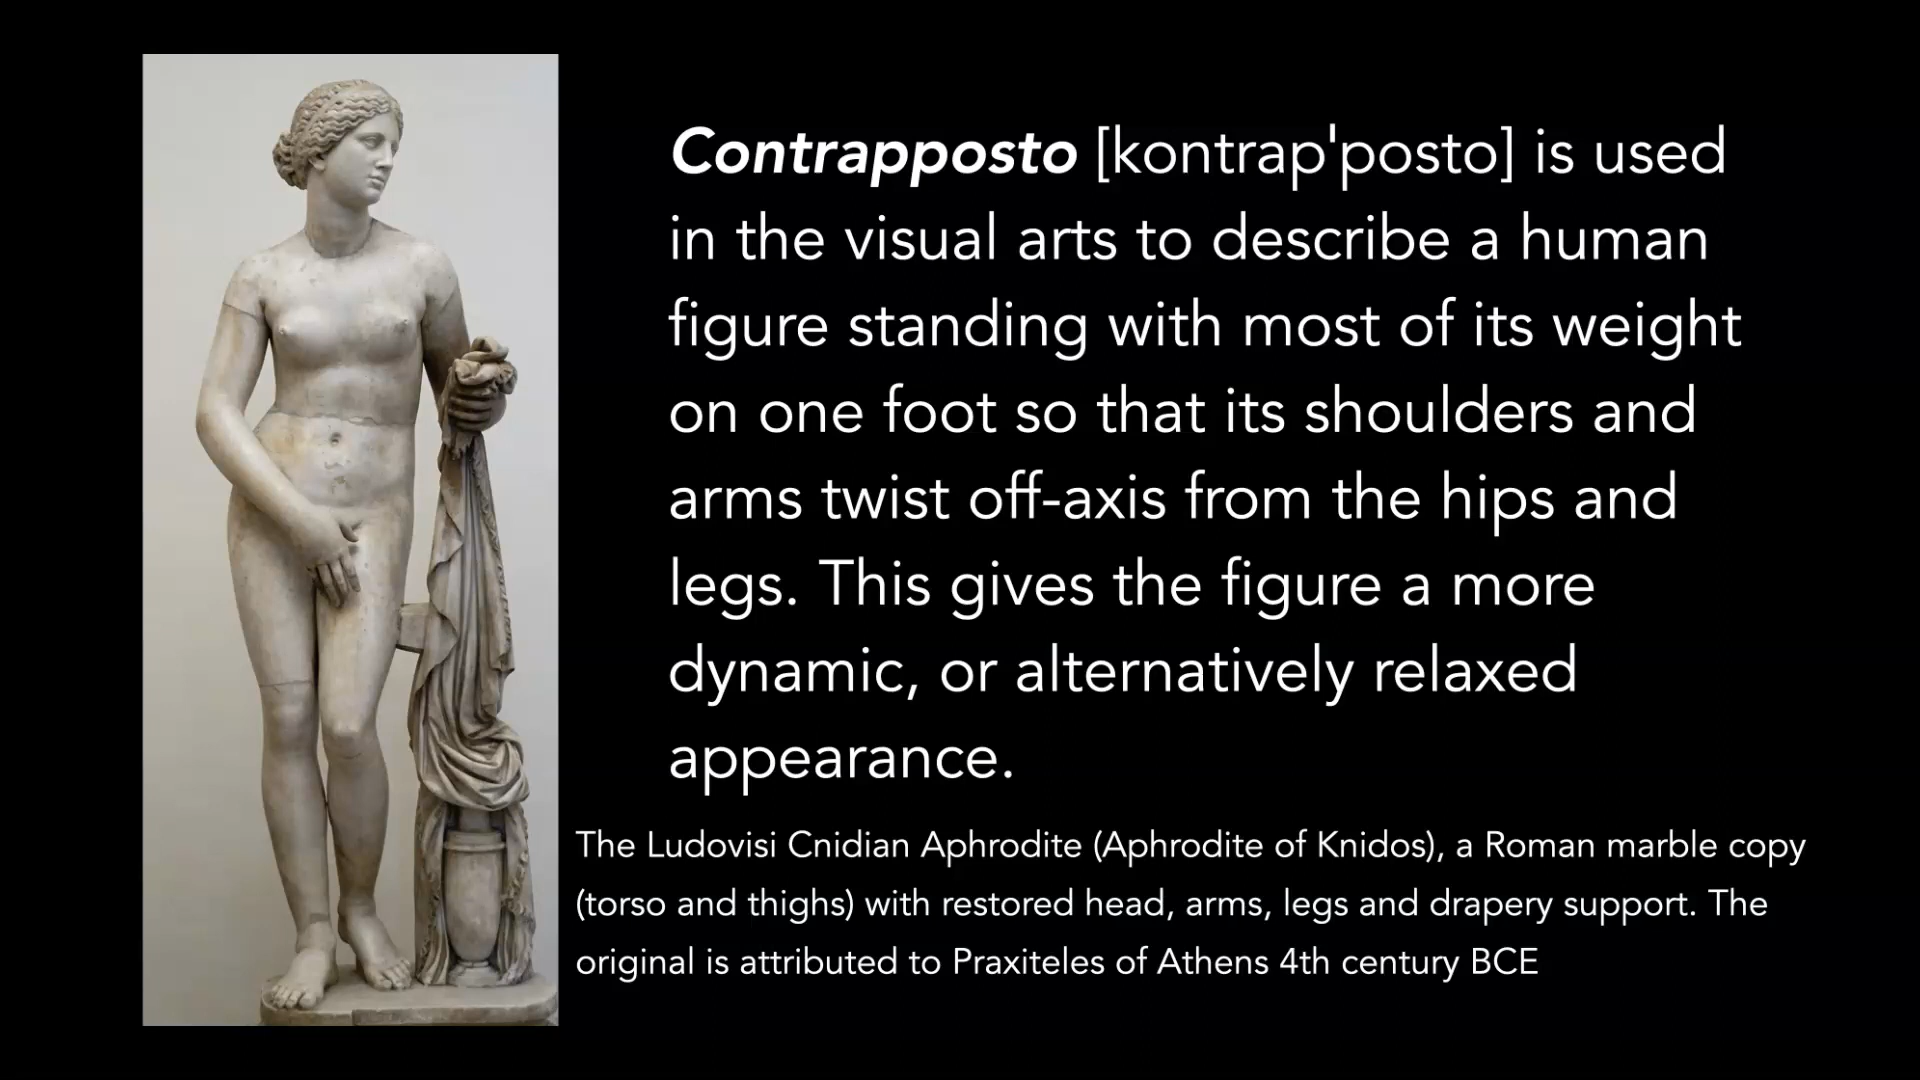 Contrapposto [kontrap'posto] is used
in the visual arts to describe a human
figure standing with most of its weight
on one foot so that its shoulders and
arms twist off-axis from the hips and
legs. This gives the figure a more
dynamic, or alternatively relaxed
appearance.
The Ludovisi Cnidian Aphrodite (Aphrodite of Knidos), a Roman marble copy
(torso and thighs) with restored head, arms, legs and drapery support. The
original is attributed to Praxiteles of Athens 4th century BCE